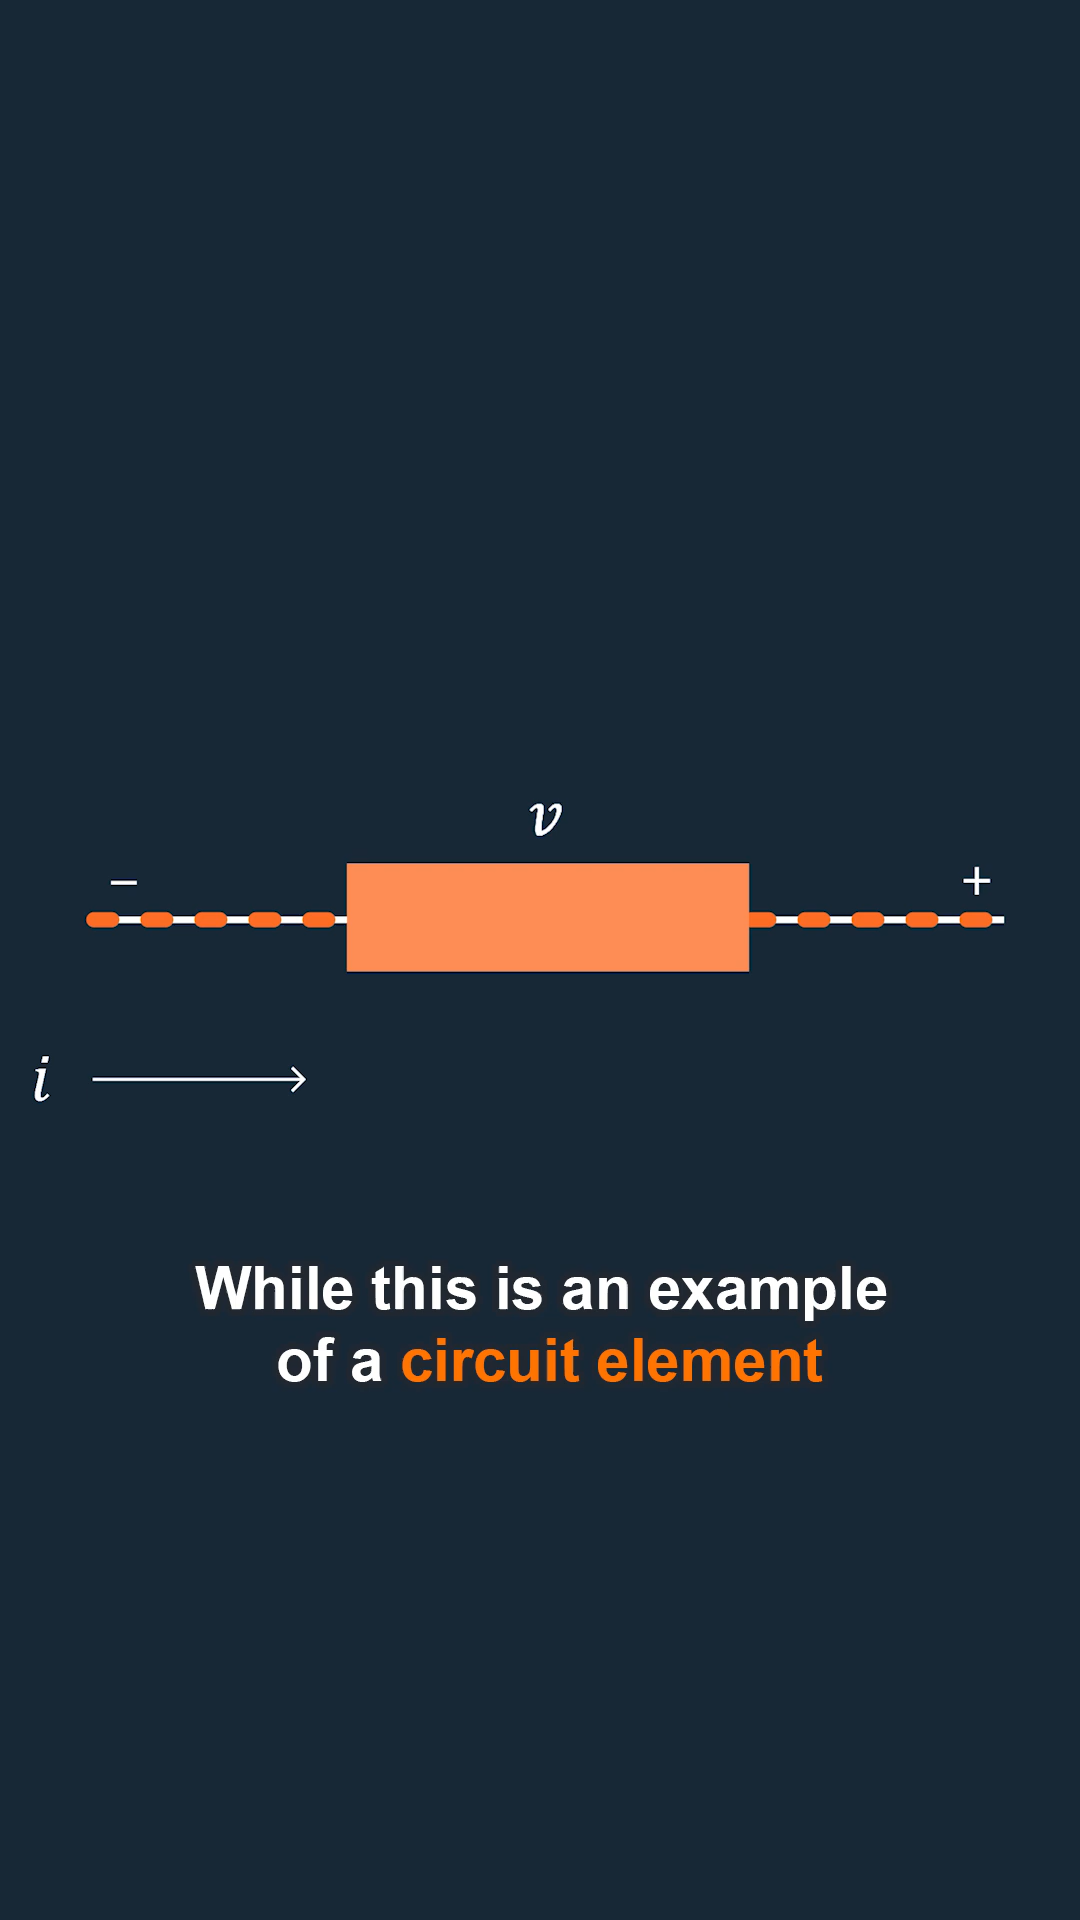 v
− +
i
While this is an example
of a circuit element